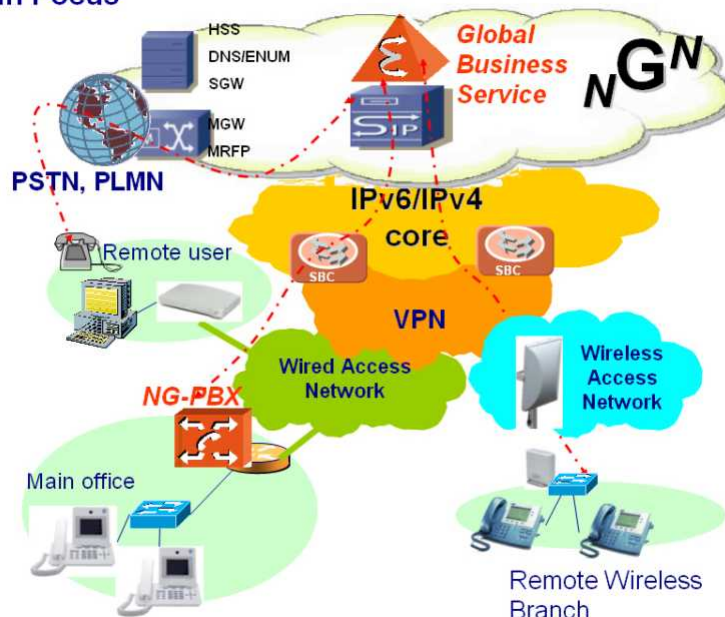 HSS
DNS/ENUM
SGW
MGW
MRFP
Global
Business
Service
NGN
SIP
PSTN, PLMN
IPv6/IPv4
core
SBC
SBC
Remote user
VPN
Wired Access
Network
Wireless
Access
Network
NG-PBX
Main office
Remote Wireless
Branch